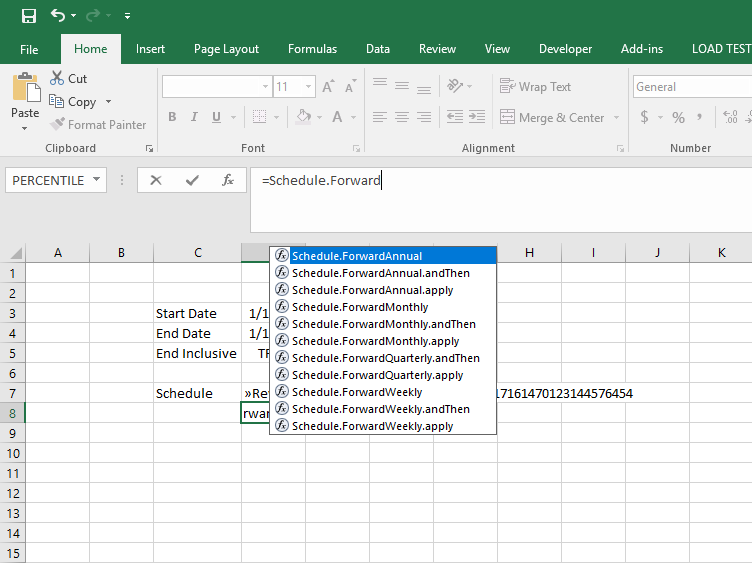 File Home Insert Page Layout Formulas Data Review View Developer Add-ins LOAD TEST
Cut
Copy
Format Painter
Paste
11
A A
B I U A
Wrap Text
Merge & Center
General
$ % ,
Clipboard Font Alignment Number
PERCENTILE fx =Schedule.Forward
A B C H I J K
1
2
3 Start Date 1/1
4 End Date 1/1
5 End Inclusive
6
7 Schedule 17161470123144576454
8 rwar
9
10
11
12
13
14
15
Schedule.ForwardAnnual
Schedule.ForwardAnnual.andThen
Schedule.ForwardAnnual.apply
Schedule.ForwardMonthly
Schedule.ForwardMonthly.andThen
Schedule.ForwardMonthly.apply
Schedule.ForwardQuarterly.andThen
Schedule.ForwardQuarterly.apply
Schedule.ForwardWeekly
Schedule.ForwardWeekly.andThen
Schedule.ForwardWeekly.apply